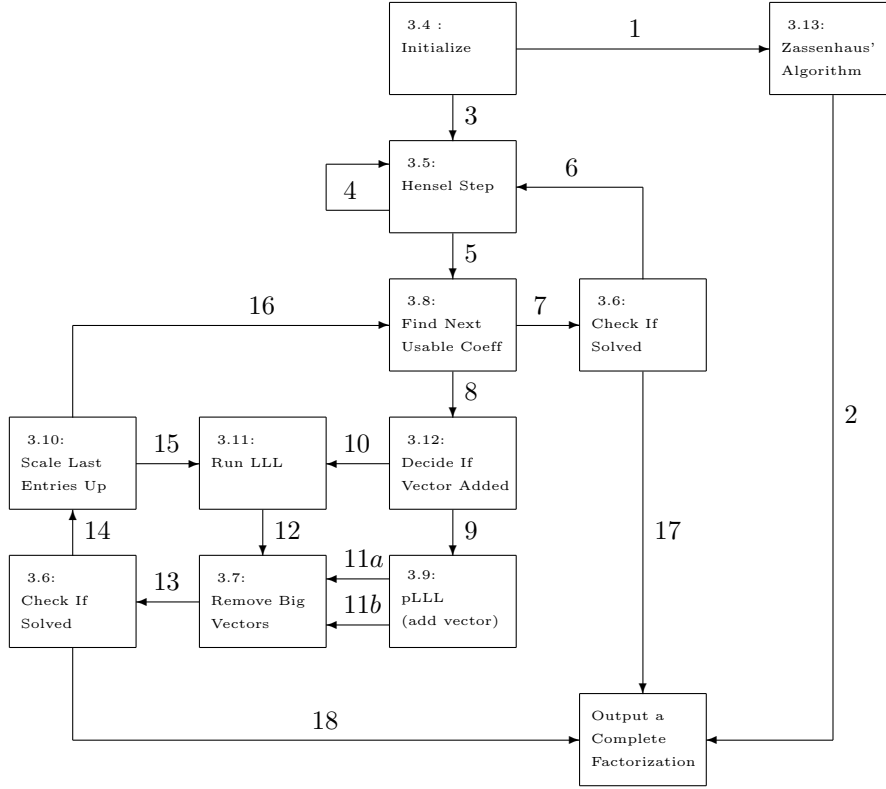 3.4 :
Initialize
1
3.13:
Zassenhaus'
Algorithm
3
3.5:
Hensel Step
4
6
5
16
3.8:
Find Next
Usable Coeff
7
3.6:
Check If
Solved
8
2
3.10:
Scale Last
Entries Up
15
3.11:
Run LLL
10
3.12:
Decide If
Vector Added
14
12
9
17
3.6:
Check If
Solved
13
3.7:
Remove Big
Vectors
11a
11b
3.9:
pLLL
(add vector)
18
Output a
Complete
Factorization